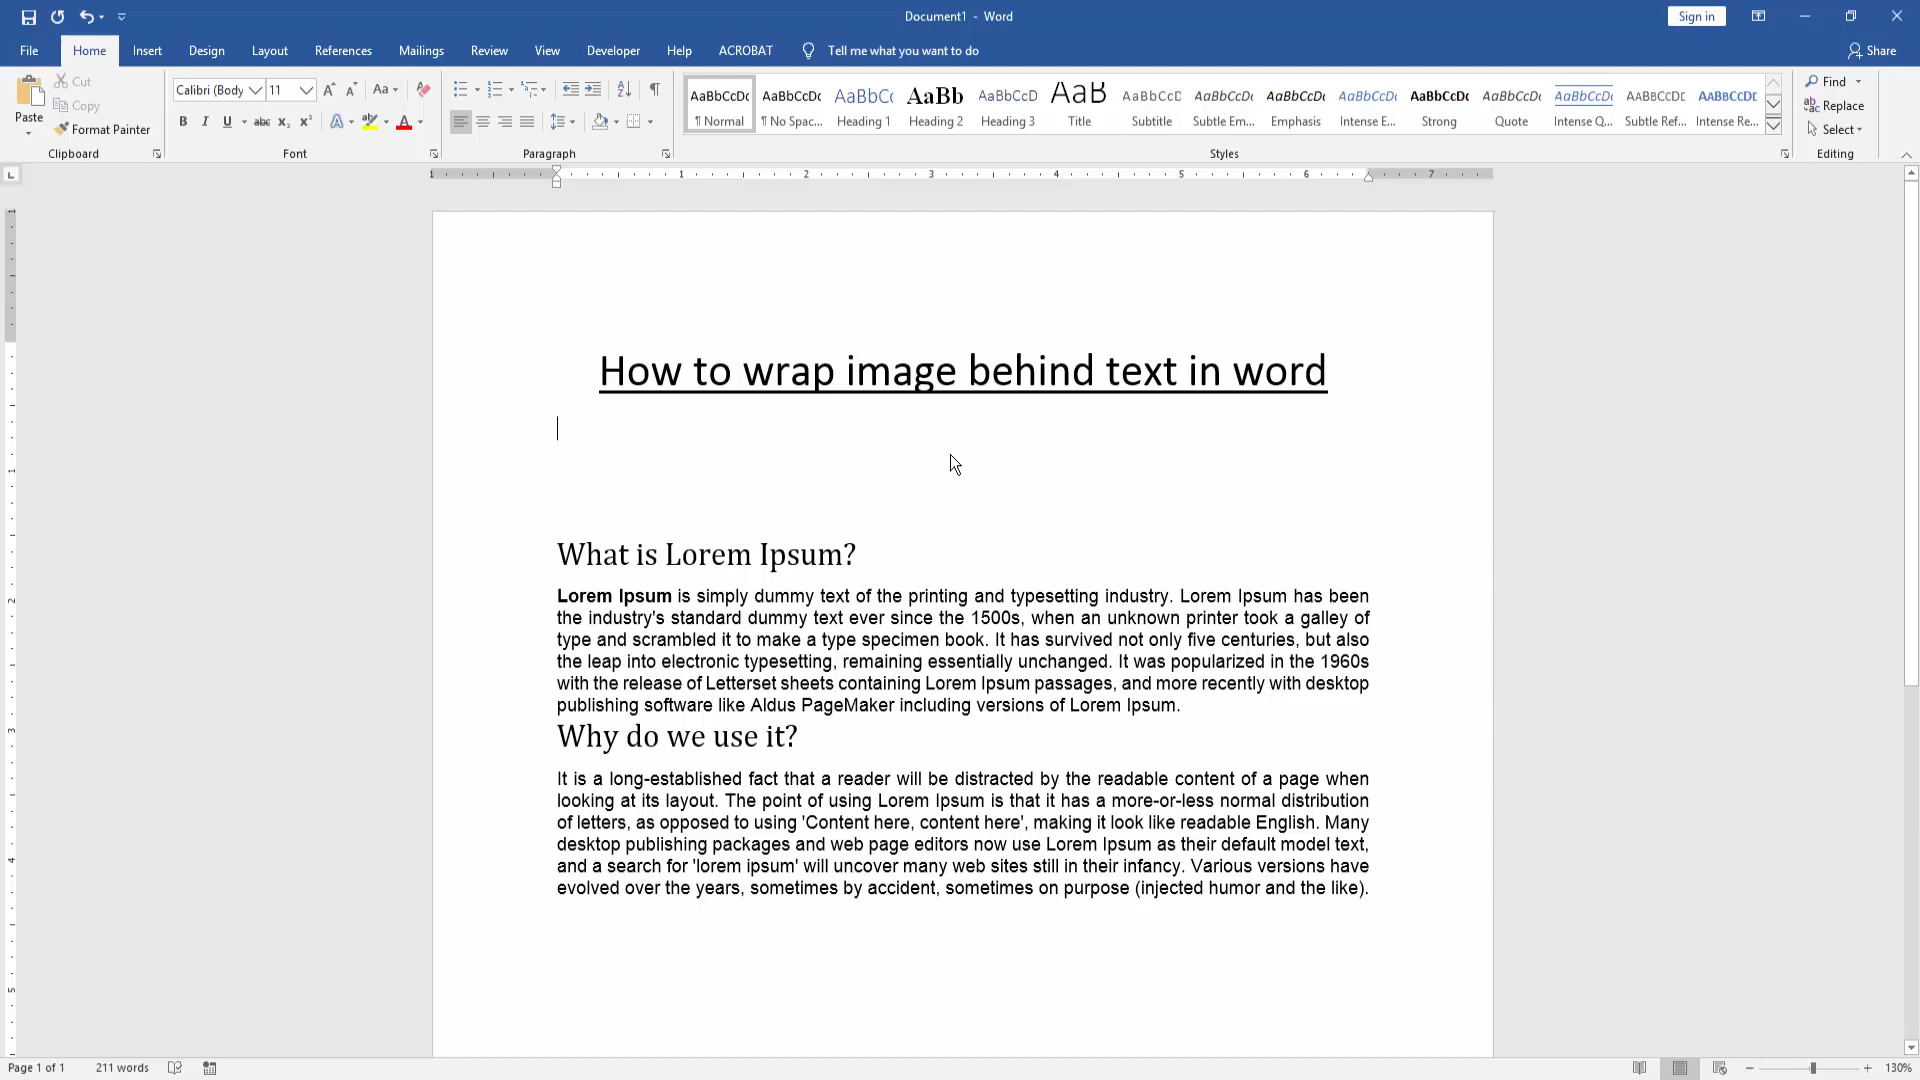 Document1 - Word
Sign in
File Home Insert Design Layout References Mailings Review View Developer Help ACROBAT Tell me what you want to do Share
Paste
Cut
Copy
Format Painter
Clipboard
Calibri (Body 11
Font
Paragraph
AaBbCcDc AaBbCcDc AaBbCc AaBb AaBbCcD AaB AaBbCcD AaBbCcDc AaBbCcDc AaBbCcDc AaBbCcDc AaBbCcDc AaBbCcDc AABBCCDE AABBCCDE
¶ Normal ¶ No Spac... Heading 1 Heading 2 Heading 3 Title Subtitle Subtle Em... Emphasis Intense E... Strong Quote Intense Q... Subtle Ref... Intense Re...
Styles
Find
Replace
Select
Editing
1 1 2 3 4 5 6 7
How to wrap image behind text in word
What is Lorem Ipsum?
Lorem Ipsum is simply dummy text of the printing and typesetting industry. Lorem Ipsum has been
the industry's standard dummy text ever since the 1500s, when an unknown printer took a galley of
type and scrambled it to make a type specimen book. It has survived not only five centuries, but also
the leap into electronic typesetting, remaining essentially unchanged. It was popularized in the 1960s
with the release of Letterset sheets containing Lorem Ipsum passages, and more recently with desktop
publishing software like Aldus PageMaker including versions of Lorem Ipsum.
Why do we use it?
It is a long-established fact that a reader will be distracted by the readable content of a page when
looking at its layout. The point of using Lorem Ipsum is that it has a more-or-less normal distribution
of letters, as opposed to using 'Content here, content here', making it look like readable English. Many
desktop publishing packages and web page editors now use Lorem Ipsum as their default model text,
and a search for 'lorem ipsum' will uncover many web sites still in their infancy. Various versions have
evolved over the years, sometimes by accident, sometimes on purpose (injected humor and the like).
Page 1 of 1 211 words 130%